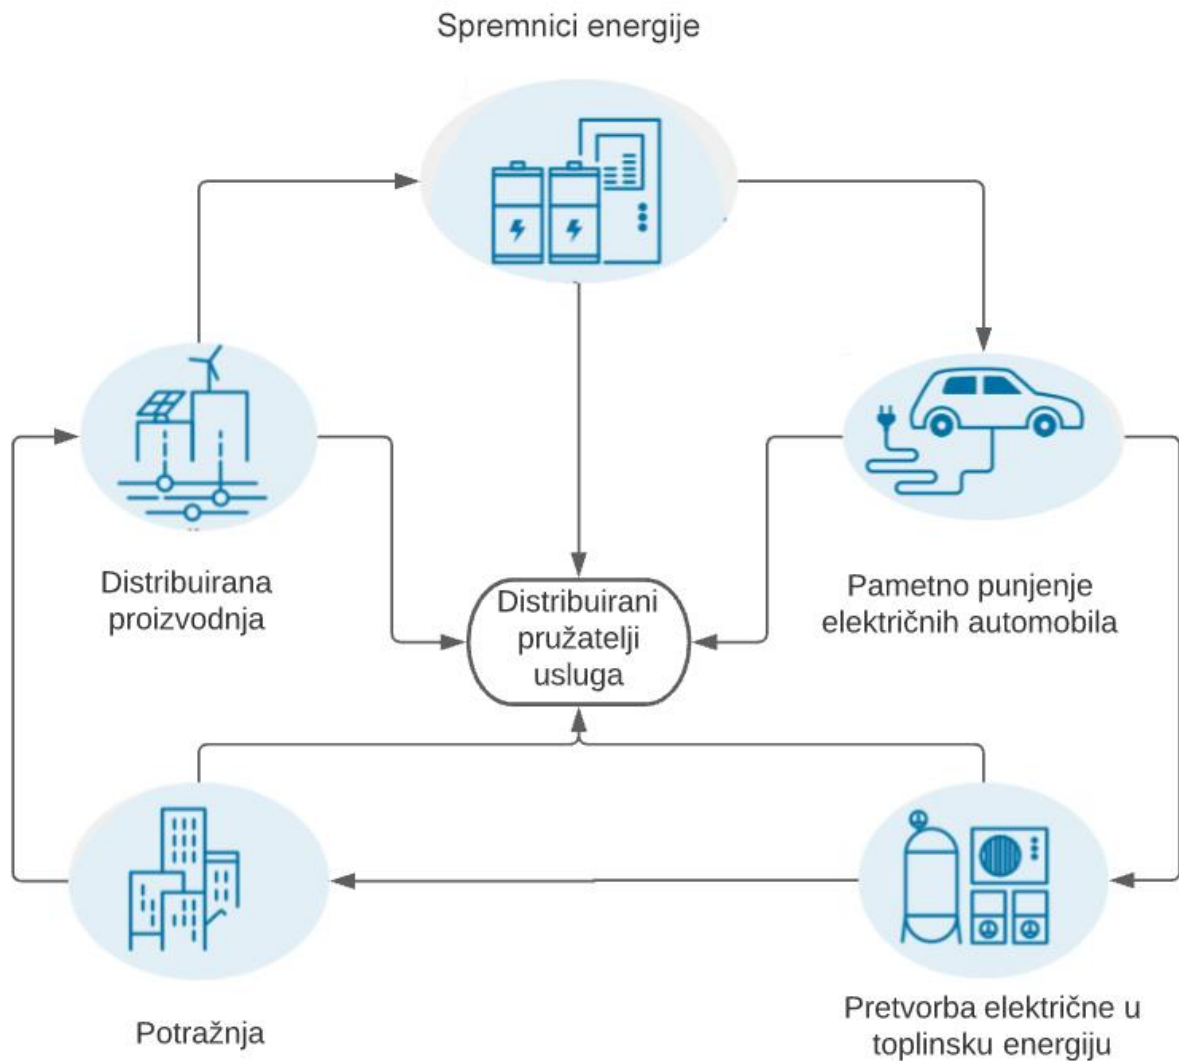 Spremnici energije
Distribuirana
proizvodnja
Pametno punjenje
električnih automobila
Distribuirani
pružatelji
usluga
Potražnja
Pretvorba električne u
toplinsku energiju